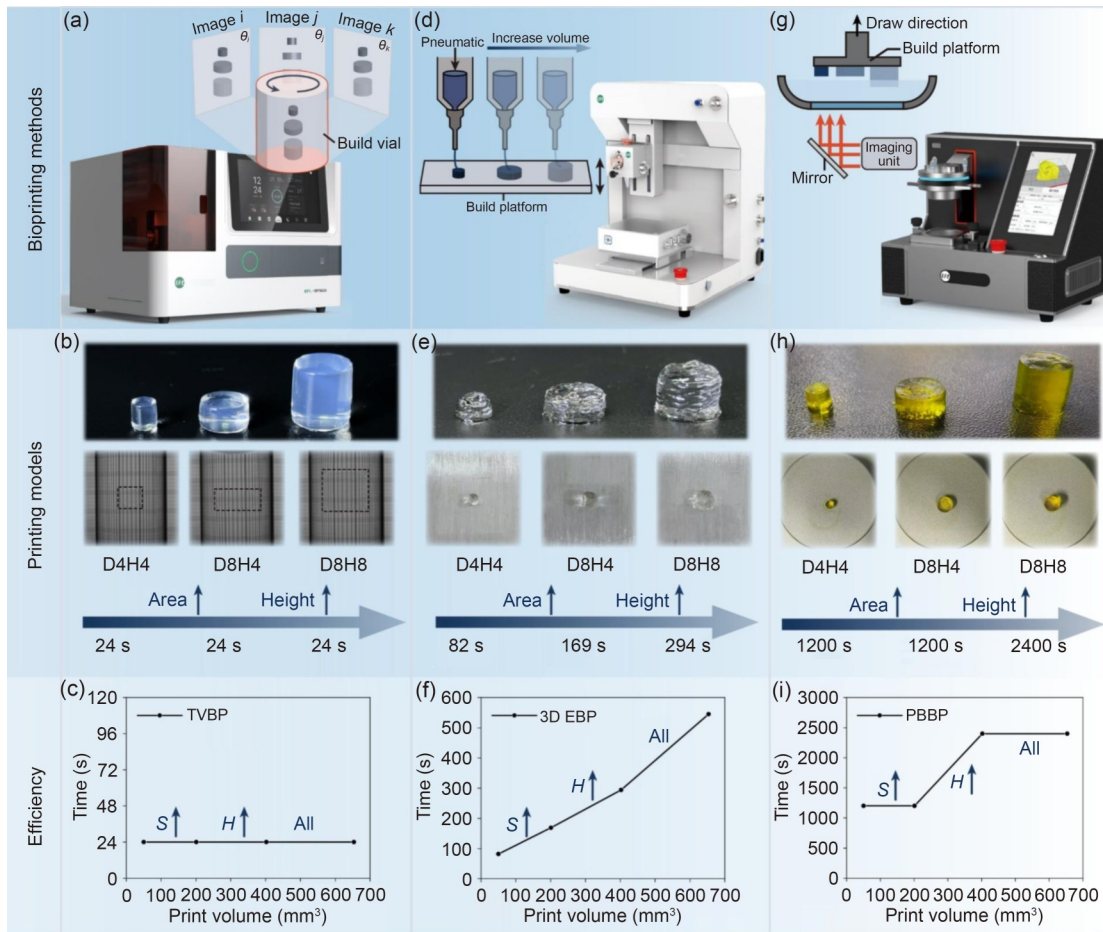 Bioprinting methods
(a)
Image i
θi
Image j
θj
Image k
θk
Build vial
(d)
Pneumatic
Increase volume
Build platform
(g)
Draw direction
Build platform
Imaging
unit
Mirror
Printing models
(b)
D4H4
D8H4
D8H8
Area
Height
24 s
24 s
24 s
(e)
D4H4
D8H4
D8H8
Area
Height
82 s
169 s
294 s
(h)
D4H4
D8H4
D8H8
Area
Height
1200 s
1200 s
2400 s
Efficiency
(c)
TVBP
S
H
All
Time (s)
120
96
72
48
24
0
0 100 200 300 400 500 600 700
Print volume (mm³)
(f)
3D EBP
S
H
All
Time (s)
600
500
400
300
200
100
0
0 100 200 300 400 500 600 700
Print volume (mm³)
(i)
PBBP
S
H
All
Time (s)
3000
2500
2000
1500
1000
500
0
0 100 200 300 400 500 600 700
Print volume (mm³)